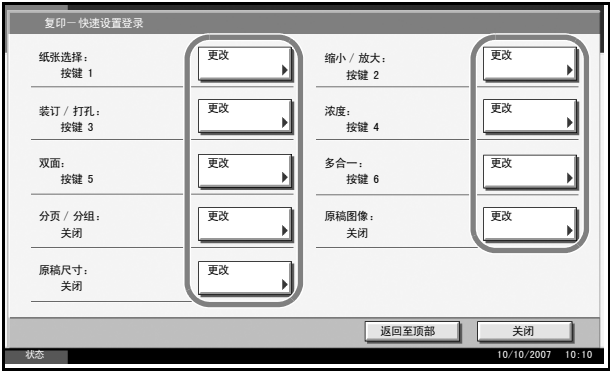 复印－快速设置登录
纸张选择：
按键 1
更改
缩小 / 放大：
按键 2
更改
装订 / 打孔：
按键 3
更改
浓度：
按键 4
更改
双面：
按键 5
更改
多合一：
按键 6
更改
分页 / 分组：
关闭
更改
原稿图像：
关闭
更改
原稿尺寸：
关闭
更改
返回至顶部
关闭
状态
10/10/2007 10:10